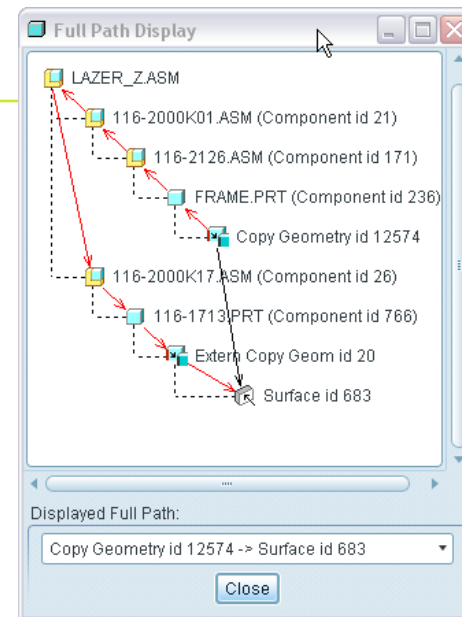 Full Path Display
LAZER_Z.ASM
116-2000K01.ASM (Component id 21)
116-2126.ASM (Component id 171)
FRAME.PRT (Component id 236)
Copy Geometry id 12574
116-2000K17.ASM (Component id 26)
116-1713.PRT (Component id 766)
Extern Copy Geom id 20
Surface id 683
Displayed Full Path:
Copy Geometry id 12574 -> Surface id 683
Close